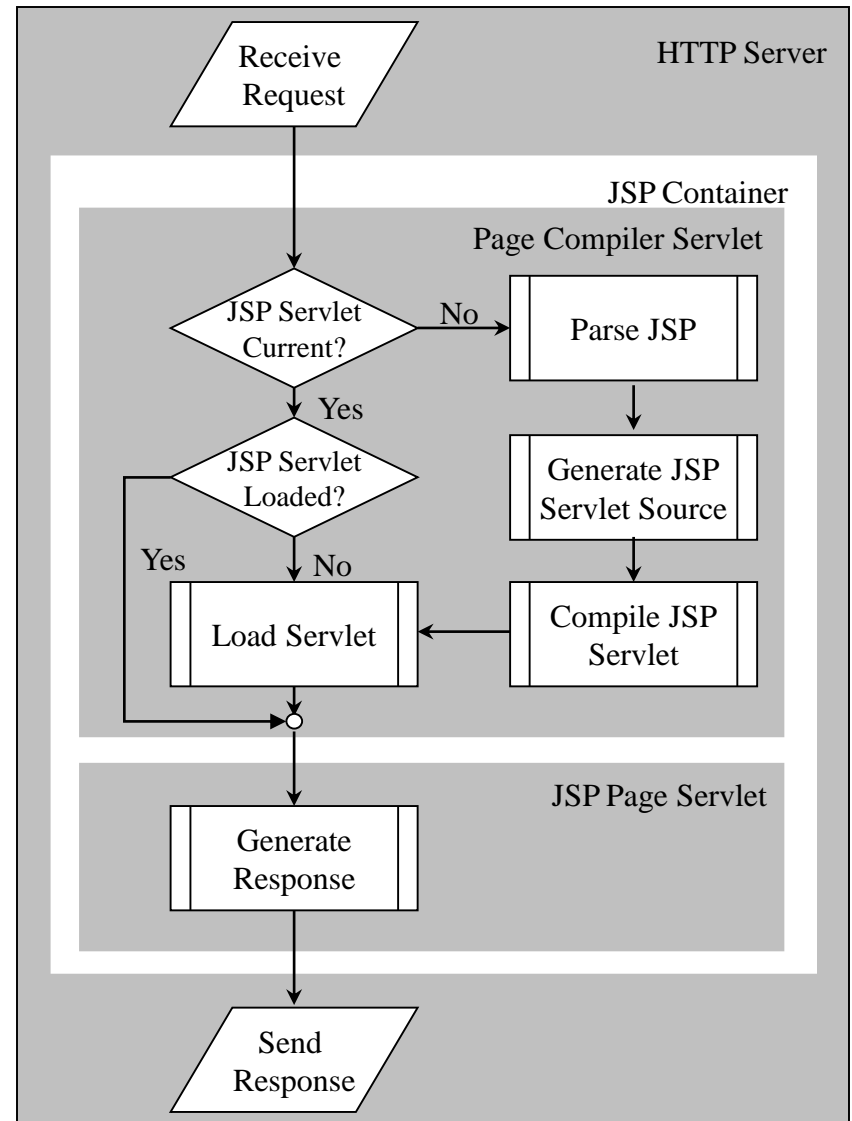 Receive
Request
HTTP Server
JSP Container
Page Compiler Servlet
JSP Servlet
Current?
No
Parse JSP
Yes
JSP Servlet
Loaded?
Generate JSP
Servlet Source
Yes
No
Load Servlet
Compile JSP
Servlet
JSP Page Servlet
Generate
Response
Send
Response